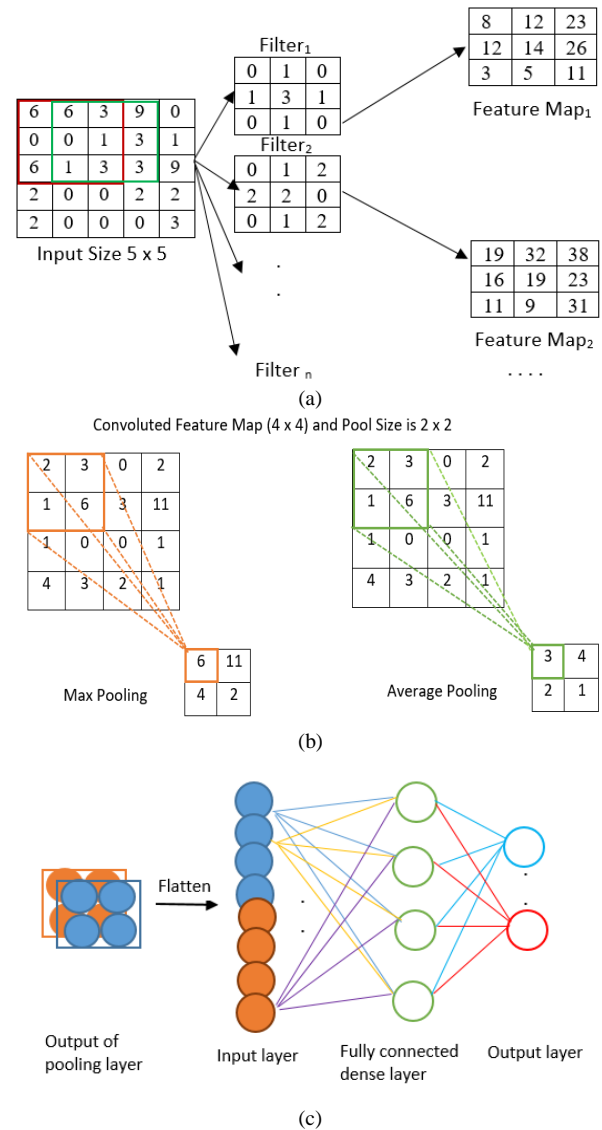 Filter1
0 1 0
1 3 1
0 1 0
8 12 23
12 14 26
3 5 11
Feature Map1
6 6 3 9 0
0 0 1 3 1
6 1 3 3 9
2 0 0 2 2
2 0 0 0 3
Input Size 5 x 5
Filter2
0 1 2
2 2 0
0 1 2
19 32 38
16 19 23
11 9 31
Feature Map2
. . . .
.
.
Filter n
(a)
Convoluted Feature Map (4 x 4) and Pool Size is 2 x 2
2 3 0 2
1 6 3 11
1 0 0 1
4 3 2 1
6 11
4 2
Max Pooling
2 3 0 2
1 6 3 11
1 0 0 1
4 3 2 1
3 4
2 1
Average Pooling
(b)
Flatten
Output of
pooling layer
Input layer
Fully connected
dense layer
Output layer
(c)